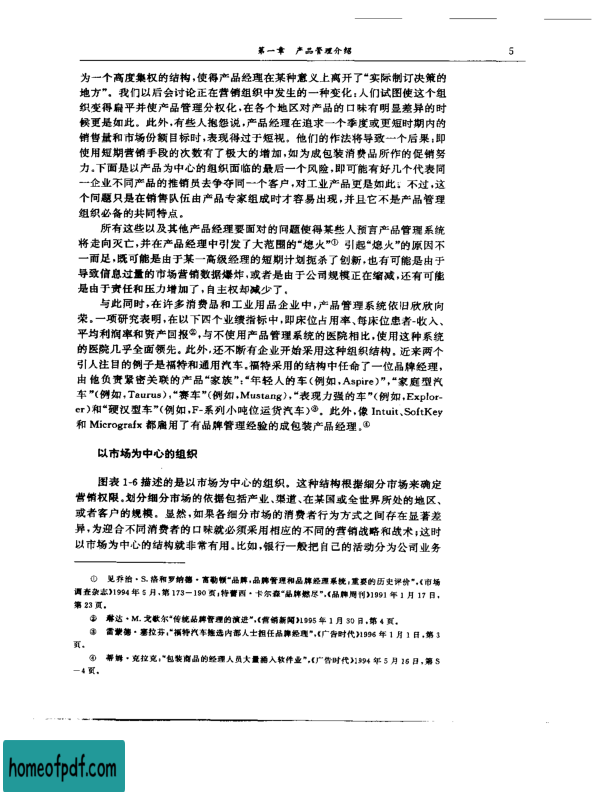 第一章 产品管理介绍 5
为一个高度集权的结构,使得产品经理在某种意义上离开了“实际制订决策的
地方”。我们以后会讨论正在营销组织中发生的一种变化:人们试图使这个组
织变得扁平并使产品管理分权化,在各个地区对产品的口味有明显差异的时
候更是如此。此外,有些人抱怨说,产品经理在追求一个季度或更短时期内的
销售量和市场份额目标时,表现得过于短视。他们的作法将导致一个后果:即
使用短期营销手段的次数有了极大的增加,如为成包装消费品所作的促销努
力。下面是以产品为中心的组织面临的最后一个风险,即可能有好几个代表同
一企业不同产品的推销员去争夺同一个客户,对工业产品更是如此。不过,这
个问题只是在销售队伍由产品专家组成时才容易出现,并且它不是产品管理
组织必备的共同特点。
所有这些以及其他产品经理要面对的问题使得某些人预言产品管理系统
将走向灭亡,并在产品经理中引发了大范围的“熄火”① 引起“熄火”的原因不
一而足,既可能是由于某一高级经理的短期计划扼杀了创新,也有可能是由于
导致信息过量的市场营销数据爆炸,或者是由于公司规模正在缩减,还有可能
是由于责任和压力增加了,自主权却减少了。
与此同时,在许多消费品和工业用品企业中,产品管理系统依旧欣欣向
荣。一项研究表明,在以下四个业绩指标中,即床位占用率、每床位患者-收入、
平均利润率和资产回报②,与不使用产品管理系统的医院相比,使用这种系统
的医院几乎全面领先。此外,还不断有企业开始采用这种组织结构。近来两个
引人注目的例子是福特和通用汽车。福特采用的结构中任命了一位品牌经理,
由他负责紧密关联的产品“家族”:“年轻人的车(例如,Aspire)”,“家庭型汽
车”(例如,Taurus),“赛车”(例如,Mustang),“表现力强的车”(例如,Explor-
er)和“硬汉型车”(例如,F-系列小吨位运货汽车)③。此外,像 Intuit、SoftKey
和 Micrografx 都雇用了有品牌管理经验的成包装产品经理。④
以市场为中心的组织
图表 1-6 描述的是以市场为中心的组织。这种结构根据细分市场来确定
营销权限。划分细分市场的依据包括产业、渠道、在某国或全世界所处的地区、
或者客户的规模。显然,如果各细分市场的消费者行为方式之间存在显著差
异,为迎合不同消费者的口味就必须采用相应的不同的营销战略和战术;这时
以市场为中心的结构就非常有用。比如,银行一般把自己的活动分为公司业务
① 见乔治·S.洛和罗纳德·富勒顿“品牌,品牌管理和品牌经理系统:重要的历史评价”,《市场
调查杂志》1994 年 5 月,第 173—190 页;特蕾西·卡尔森“品牌燃尽”,《品牌周刊》1991 年 1 月 17 日,
第 23 页。
② 琳达·M.戈歇尔“传统品牌管理的演进”,《营销新闻》1995 年 1 月 30 日,第 4 页。
③ 雷蒙德·塞拉芬:“福特汽车臃选内部人士担任品牌经理”,《广告时代》1996 年 1 月 1 日,第 3
页。
④ 蒂姆·克拉克:“包装商品的经理人员大量涌入软件业”,《广告时代》1994 年 5 月 16 日,第 S
—4 页。
homeofpdf.com